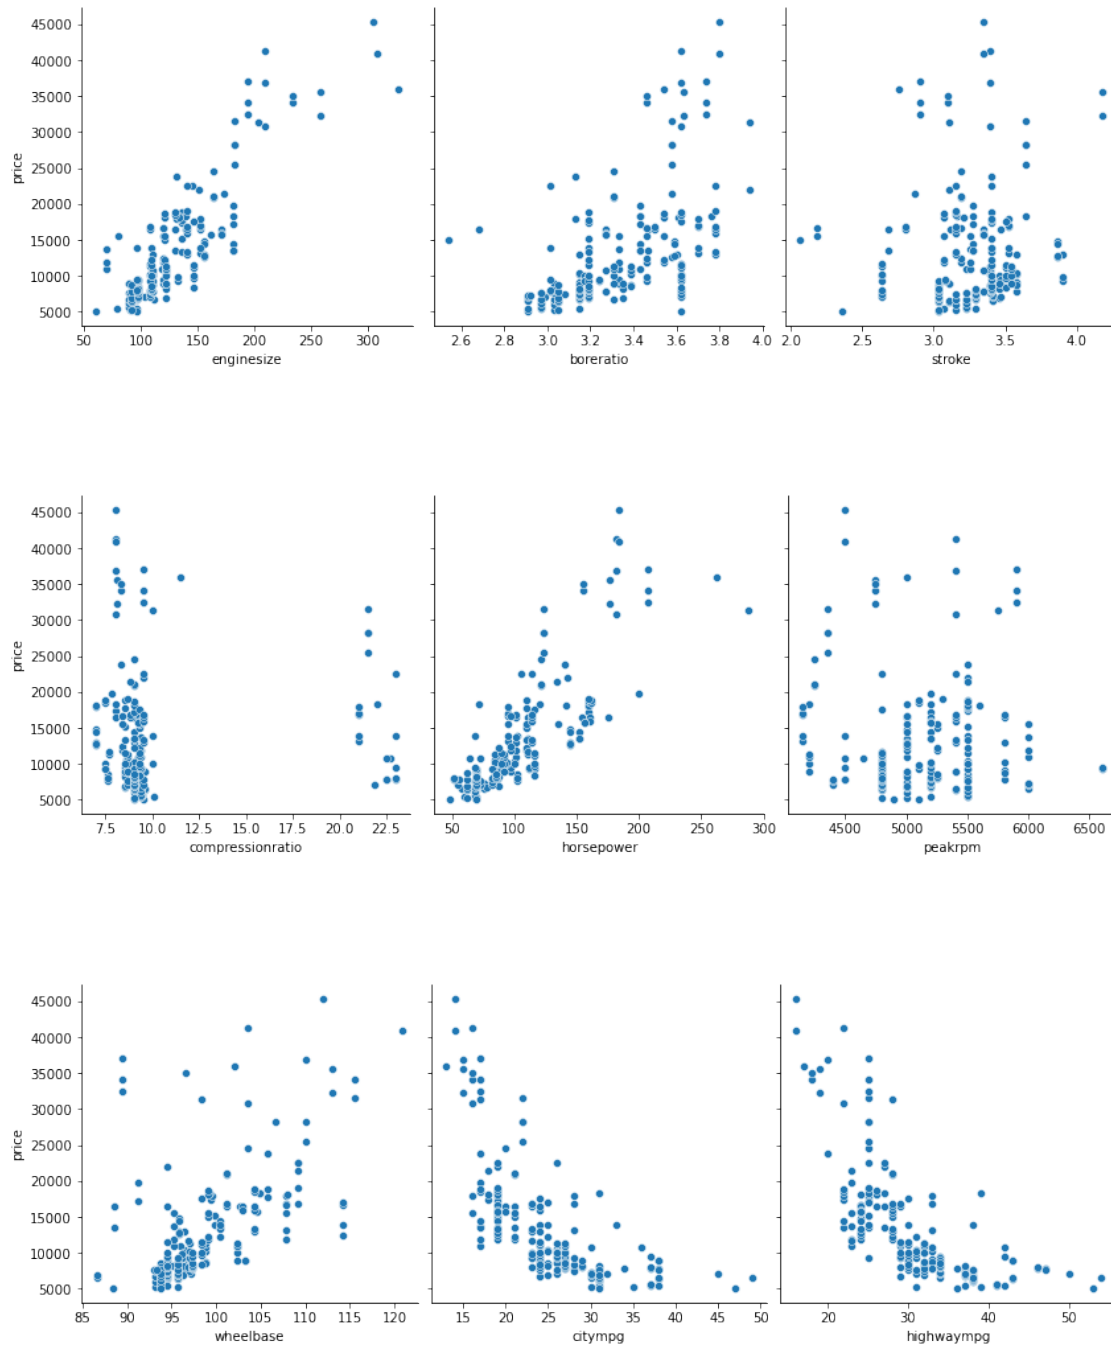 45000
40000
35000
30000
25000
20000
15000
10000
5000
price
50 100 150 200 250 300
enginesize
2.6 2.8 3.0 3.2 3.4 3.6 3.8 4.0
boreratio
2.0 2.5 3.0 3.5 4.0
stroke
45000
40000
35000
30000
25000
20000
15000
10000
5000
price
7.5 10.0 12.5 15.0 17.5 20.0 22.5
compressionratio
50 100 150 200 250 300
horsepower
4500 5000 5500 6000 6500
peakrpm
45000
40000
35000
30000
25000
20000
15000
10000
5000
price
85 90 95 100 105 110 115 120
wheelbase
15 20 25 30 35 40 45 50
citympg
20 30 40 50
highwaympg